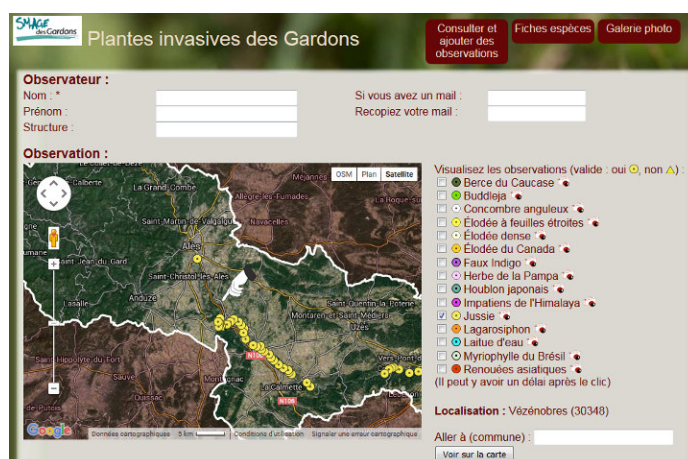 SMAGE
des Gardons
Plantes invasives des Gardons
Consulter et
ajouter des
observations
Fiches espèces
Galerie photo
Observateur :
Nom : *
Si vous avez un mail :
Prénom :
Recopiez votre mail :
Structure :
Observation :
Visualisez les observations (valide : oui , non ) :
Berce du Caucase
Buddleja
Concombre anguleux
Élodée à feuilles étroites
Élodée dense
Élodée du Canada
Faux Indigo
Herbe de la Pampa
Houblon japonais
Impatiens de l'Himalaya
Jussie
Lagarosiphon
Laitue d'eau
Myriophylle du Brésil
Renouées asiatiques
(Il peut y avoir un délai après le clic)
Localisation : Vézénobres (30348)
Aller à (commune) :
Voir sur la carte
OSM Plan Satellite
Méjannes
Calberte
La Grand-Combe
Allègre-les-Fumades
Saint-Martin-de-Valgalgues
Navacelles
Alès
Saint-Jean-du-Gard
Saint-Christol-lès-Alès
Anduze
Lasalle
Saint-Quentin-la-Poterie
Montaren-et-Saint-Médiers
Uzès
N106
Saint-Hippolyte-du-Fort
Sauve
La Calmette
Quissac
N106
Google
Données cartographiques
5 km
Conditions d'utilisation
Signaler une erreur cartographique